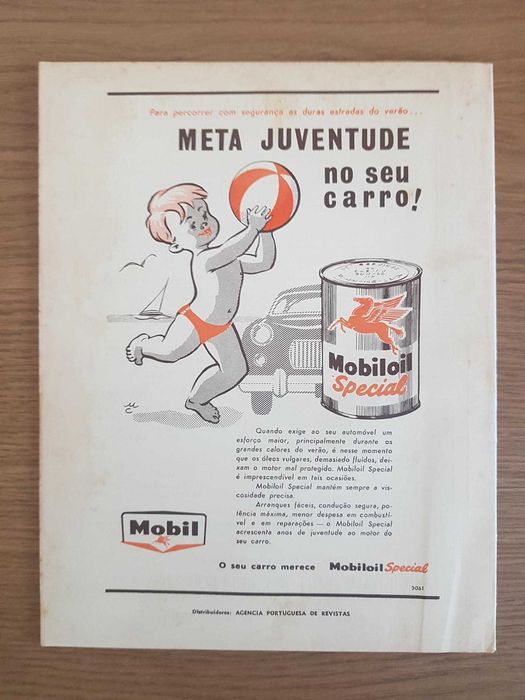 Para percorrer com segurança as duras estradas do verão...
META JUVENTUDE
no seu
carro!
Mobiloil
Special
Quando exige ao seu automóvel um
esforço maior, principalmente durante os
grandes calores do verão, é nesse momento
que os óleos vulgares, demasiado fluidos, dei-
xam o motor mal protegido. Mobiloil Special
é imprescindível em tais ocasiões.
Mobiloil Special mantém sempre a vis-
cosidade precisa.
Arranques fáceis, condução segura, po-
tência máxima, menor despesa em combustí-
vel e em reparações — o Mobiloil Special
acrescenta anos de juventude ao motor do
seu carro.
Mobil
O seu carro merece Mobiloil Special
3061
Distribuidores: AGENCIA PORTUGUESA DE REVISTAS